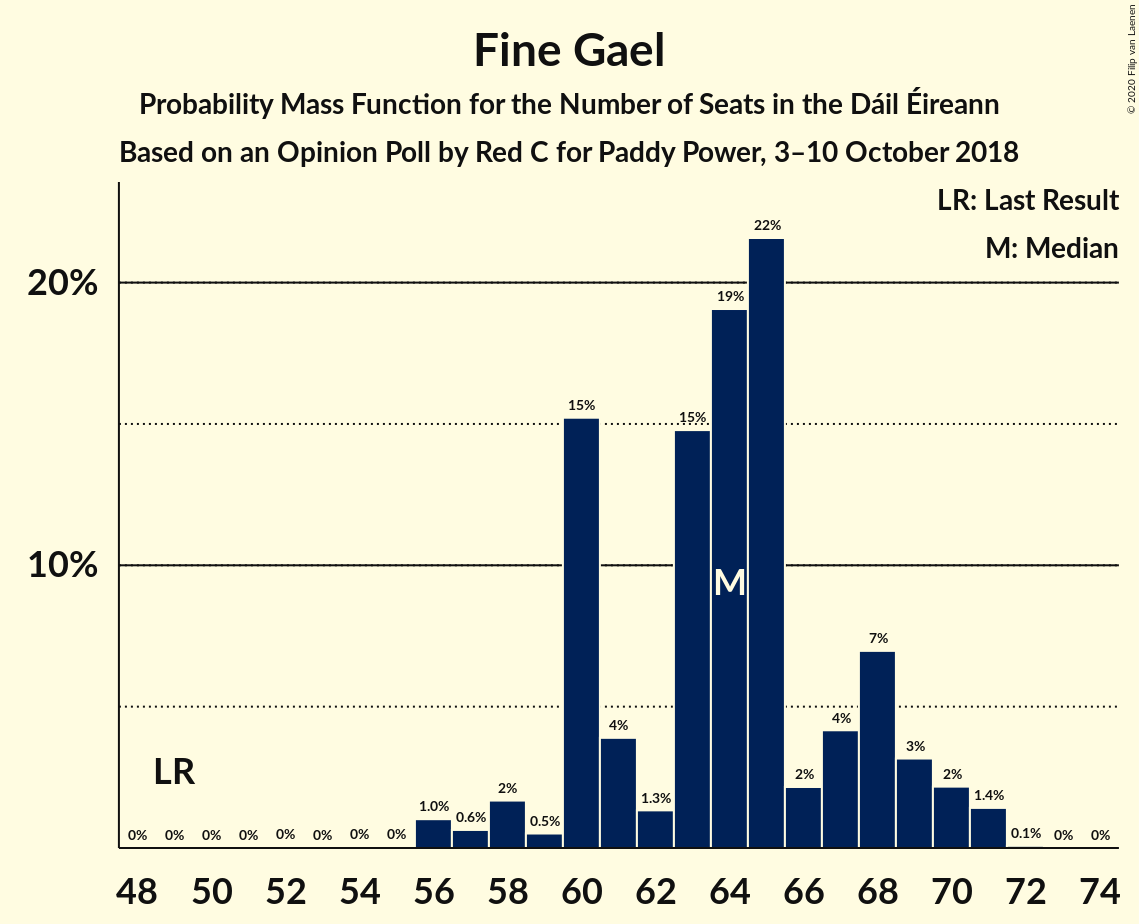 © 2020 Filip van Laenen
Fine Gael
Probability Mass Function for the Number of Seats in the Dáil Éireann
Based on an Opinion Poll by Red C for Paddy Power, 3–10 October 2018
LR: Last Result
M: Median
20%
10%
0% 0% 0% 0% 0% 0% 0% 0% 1.0% 0.6% 2% 0.5% 15% 4% 1.3% 15% 19% 22% 2% 4% 7% 3% 2% 1.4% 0.1% 0% 0%
LR
M
48 50 52 54 56 58 60 62 64 66 68 70 72 74